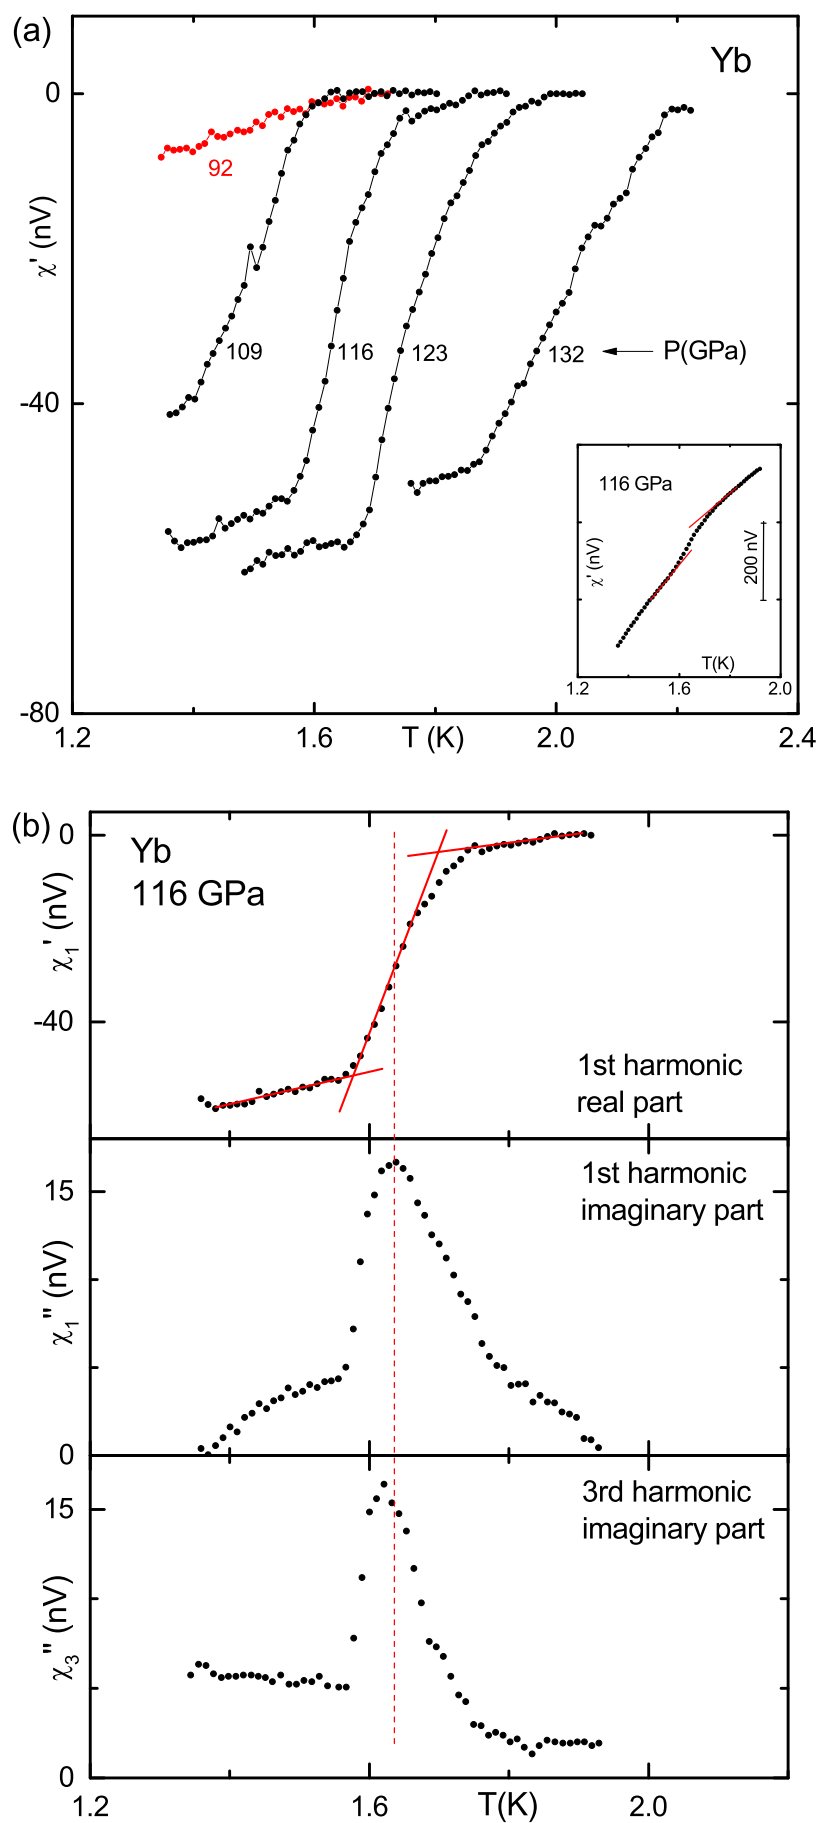 (a)
Yb
0
92
χ' (nV)
109
116
123
132
P(GPa)
-40
116 GPa
χ' (nV)
200 nV
T(K)
1.2
1.6
2.0
-80
1.2
1.6
T (K)
2.0
2.4
(b)
0
Yb
116 GPa
χ₁' (nV)
-40
1st harmonic
real part
1st harmonic
imaginary part
15
χ₁'' (nV)
0
3rd harmonic
imaginary part
15
χ₃'' (nV)
0
1.2
1.6
T(K)
2.0